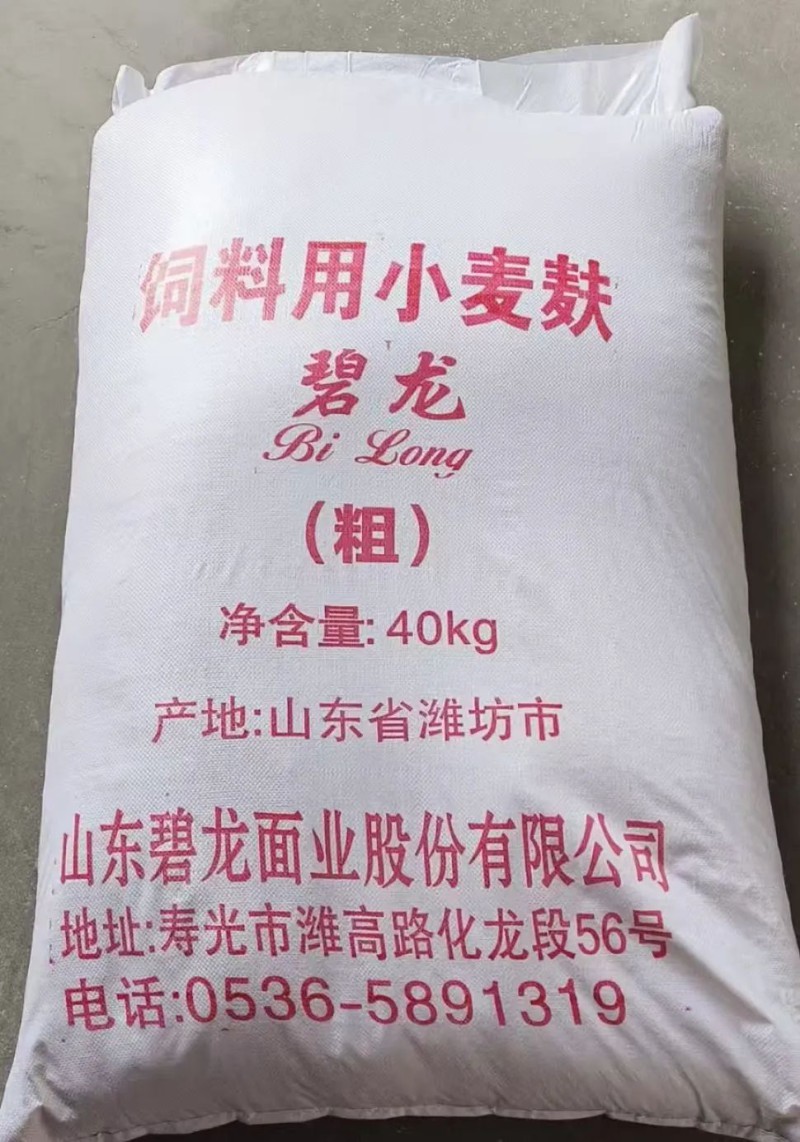 饲料用小麦麸
碧龙
Bi Long
（粗）
净含量: 40kg
产地:山东省潍坊市
山东碧龙面业股份有限公司
地址:寿光市潍高路化龙段56号
电话:0536-5891319